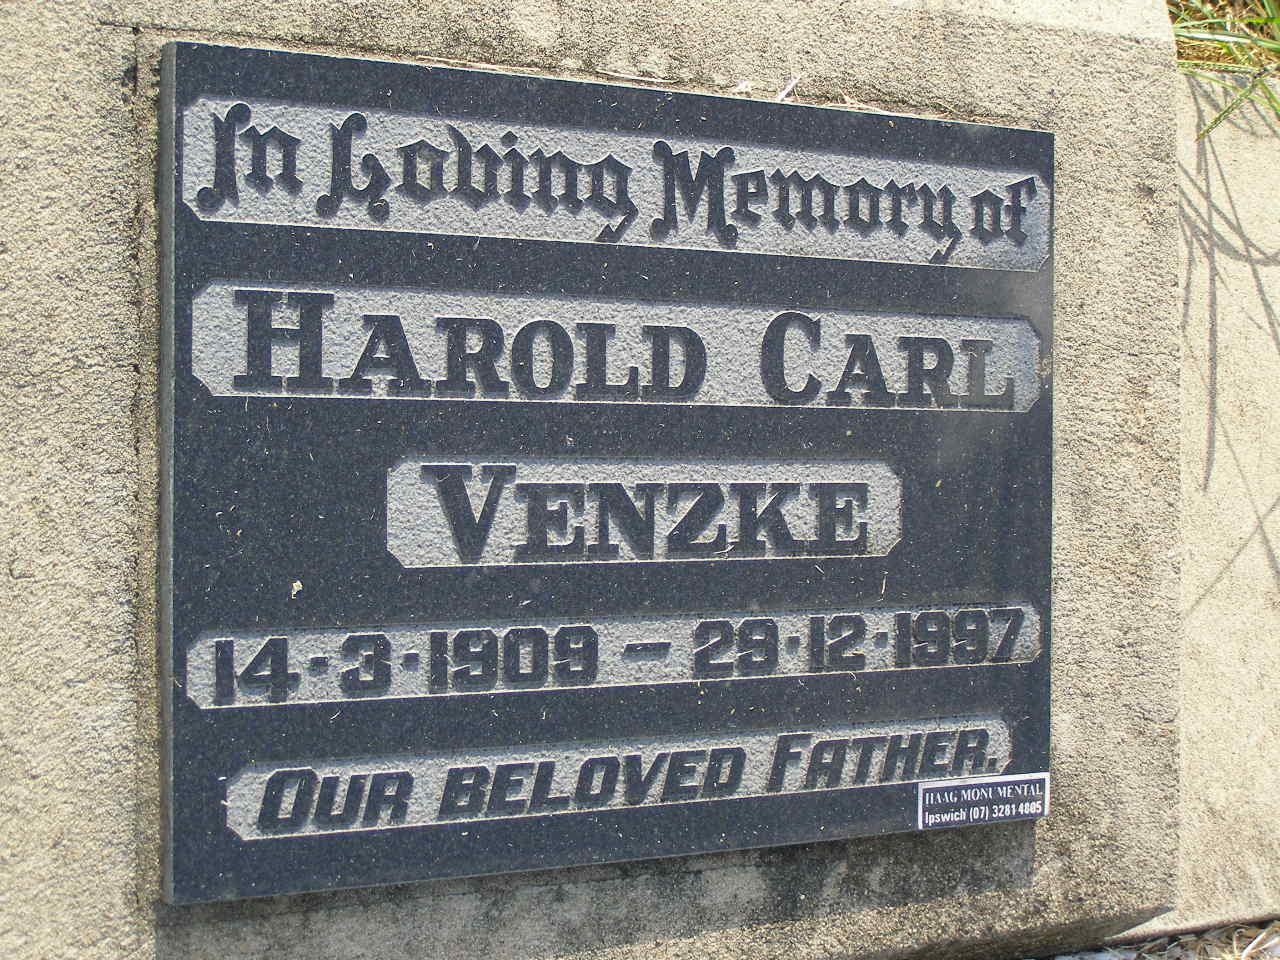 In Loving Memory of
HAROLD CARL
VENZKE
14·3·1909 – 29·12·1997
OUR BELOVED FATHER.
HAAG MONUMENTAL
Ipswich (07) 3281 4805